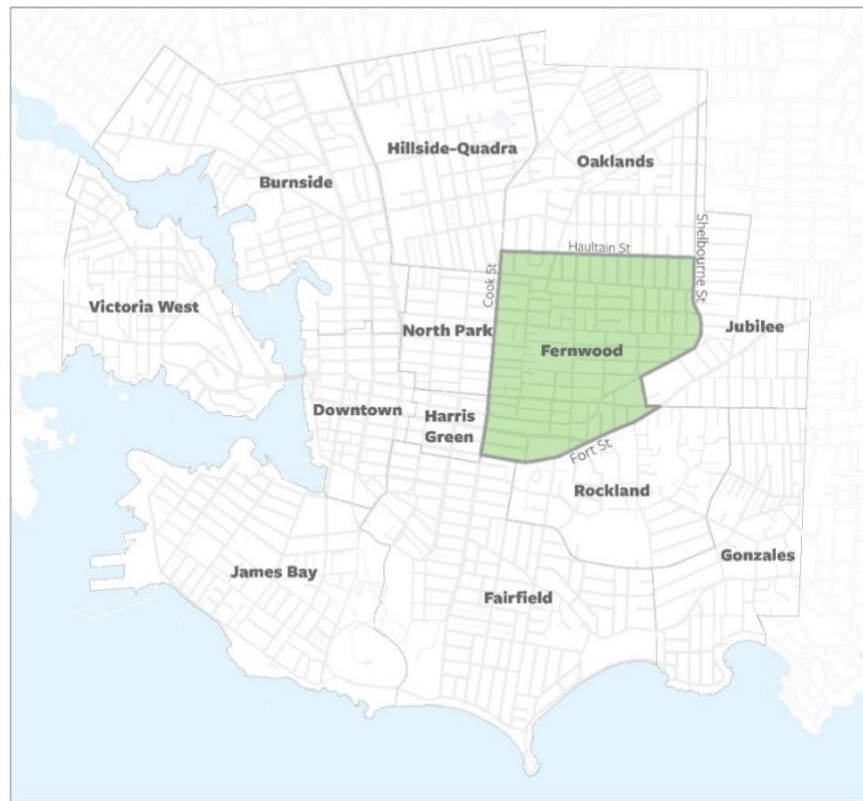 Hillside-Quadra
Oaklands
Burnside
Haultain St
Shelbourne St
Cook St
Victoria West
North Park
Fernwood
Jubilee
Downtown
Harris
Green
Fort St
Rockland
Gonzales
James Bay
Fairfield